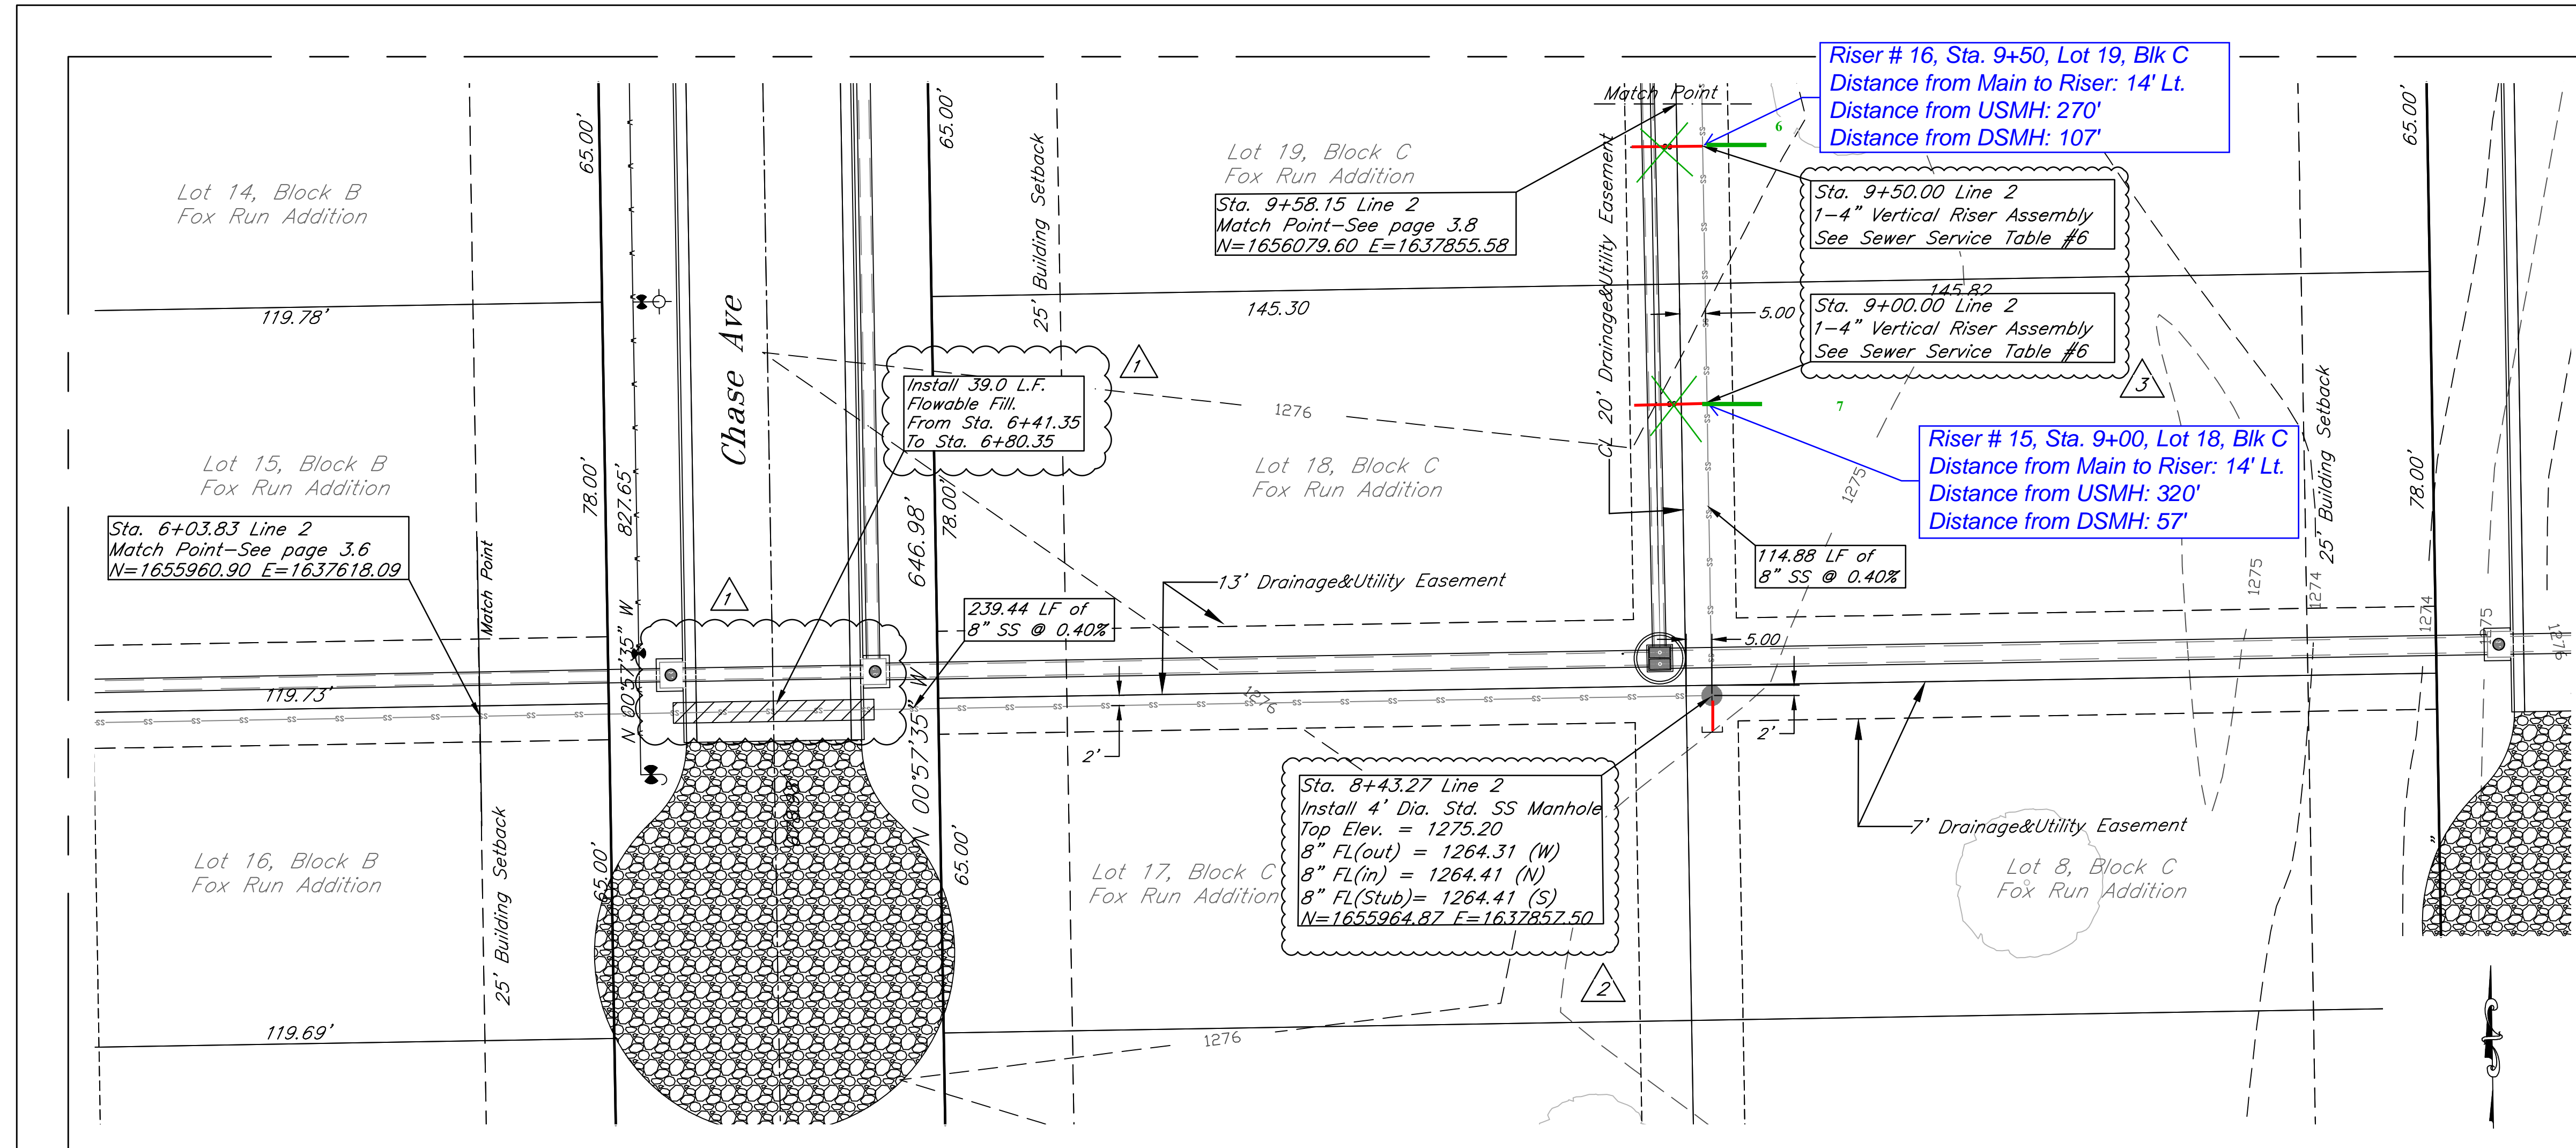 Riser # 16, Sta. 9+50, Lot 19, Blk C
Distance from Main to Riser: 14' Lt.
Distance from USMH: 270'
Distance from DSMH: 107'
Match Point
6
65.00'
65.00'
65.00'
25' Building Setback
CL 20' Drainage&Utility Easement
Lot 14, Block B
Fox Run Addition
Lot 19, Block C
Fox Run Addition
Sta. 9+58.15 Line 2
Match Point-See page 3.8
N=1656079.60 E=1637855.58
Sta. 9+50.00 Line 2
1-4" Vertical Riser Assembly
See Sewer Service Table #6
119.78'
145.30
145.82
5.00
Sta. 9+00.00 Line 2
1-4" Vertical Riser Assembly
See Sewer Service Table #6
3
Chase Ave
1
Install 39.0 L.F.
Flowable Fill.
From Sta. 6+41.35
To Sta. 6+80.35
1276
7
Riser # 15, Sta. 9+00, Lot 18, Blk C
Distance from Main to Riser: 14' Lt.
Distance from USMH: 320'
Distance from DSMH: 57'
25' Building Setback
Lot 15, Block B
Fox Run Addition
Lot 18, Block C
Fox Run Addition
78.00'
827.65'
646.98'
78.00'
78.00'
1275
Sta. 6+03.83 Line 2
Match Point-See page 3.6
N=1655960.90 E=1637618.09
Match Point
114.88 LF of
8" SS @ 0.40%
13' Drainage&Utility Easement
1
239.44 LF of
8" SS @ 0.40%
1275
1274
1274
1275
1276
N 00°57'35" W
N 00°57'35" W
5.00
119.73'
1276
2'
2'
Sta. 8+43.27 Line 2
Install 4' Dia. Std. SS Manhole
Top Elev. = 1275.20
8" FL(out) = 1264.31 (W)
8" FL(in) = 1264.41 (N)
8" FL(Stub)= 1264.41 (S)
N=1655964.87 E=1637857.50
2
7' Drainage&Utility Easement
25' Building Setback
65.00'
65.00'
Lot 16, Block B
Fox Run Addition
Lot 17, Block C
Fox Run Addition
Lot 8, Block C
Fox Run Addition
119.69'
1276